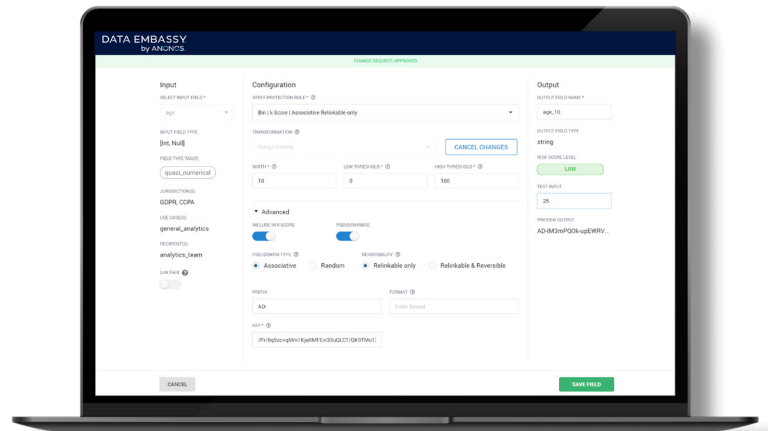 DATA EMBASSY
by ANONOS.
CHANGE REQUEST: APPROVED
Input
SELECT INPUT FIELD *
age
INPUT FIELD TYPE
[Int, Null]
FIELD TYPE TAG(S)
quasi_numerical
JURISDICTION(S)
GDPR, CCPA
USE CASE(S)
general_analytics
RECIPIENT(S)
analytics_team
Link Field
CANCEL
Configuration
APPLY PROTECTION RULE *
Bin | k-Score | Associative Relinkable-only
TRANSFORMATION
Range binning
CANCEL CHANGES
WIDTH * LOW THRESHOLD * HIGH THRESHOLD *
10 0 100
Advanced
INCLUDE IN K SCORE PSEUDONYMISE
PSEUDONYM TYPE REVERSIBILITY
Associative Random Relinkable only Relinkable & Reversible
PREFIX FORMAT
AD- Enter format
KEY *
Output
OUTPUT FIELD NAME *
age_10
OUTPUT FIELD TYPE
string
RISK SCORE LEVEL
LOW
TEST INPUT
25
PREVIEW OUTPUT
AD-IM3mPQOk-upEWRV...
SAVE FIELD